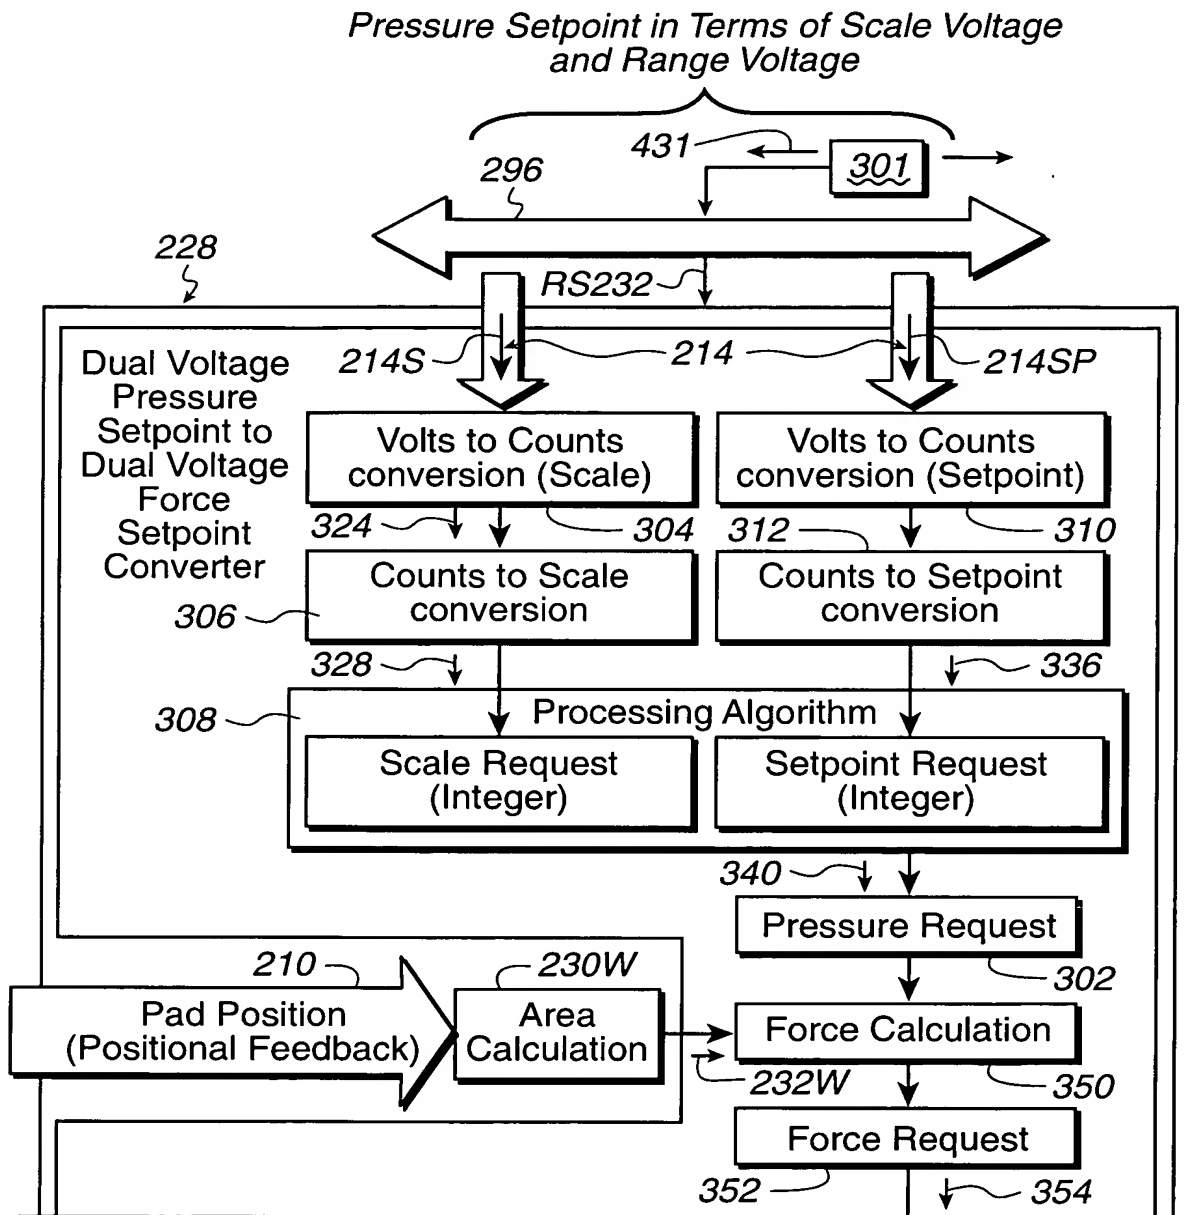 Pressure Setpoint in Terms of Scale Voltage
and Range Voltage
431
301
296
228
RS232
214S
214
214SP
Dual Voltage
Pressure
Setpoint to
Dual Voltage
Force
Setpoint
Converter
Volts to Counts
conversion (Scale)
Volts to Counts
conversion (Setpoint)
324
304
312
310
Counts to Scale
conversion
Counts to Setpoint
conversion
306
328
336
308
Processing Algorithm
Scale Request
(Integer)
Setpoint Request
(Integer)
340
Pressure Request
302
210
230W
Pad Position
(Positional Feedback)
Area
Calculation
Force Calculation
232W
350
Force Request
352
354